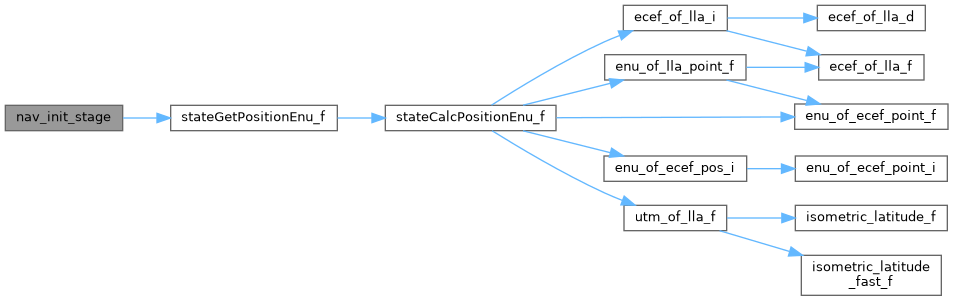 nav_init_stage
stateGetPositionEnu_f
stateCalcPositionEnu_f
ecef_of_lla_i
enu_of_lla_point_f
enu_of_ecef_pos_i
utm_of_lla_f
ecef_of_lla_d
ecef_of_lla_f
enu_of_ecef_point_f
enu_of_ecef_point_i
isometric_latitude_f
isometric_latitude
_fast_f